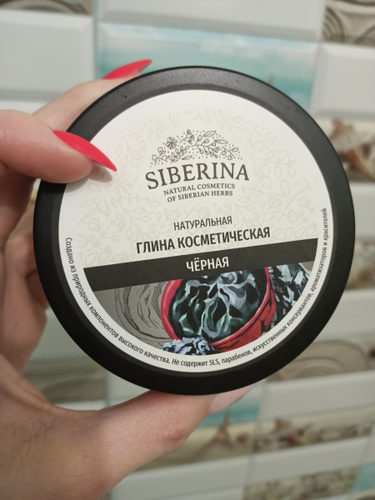 SIBERINA
NATURAL COSMETICS
OF SIBERIAN HERBS
НАТУРАЛЬНАЯ
ГЛИНА КОСМЕТИЧЕСКАЯ
ЧЁРНАЯ
Создано из природных компонентов высокого качества. Не содержит SLS, парабенов, искусственных консервантов, ароматизаторов и красителей